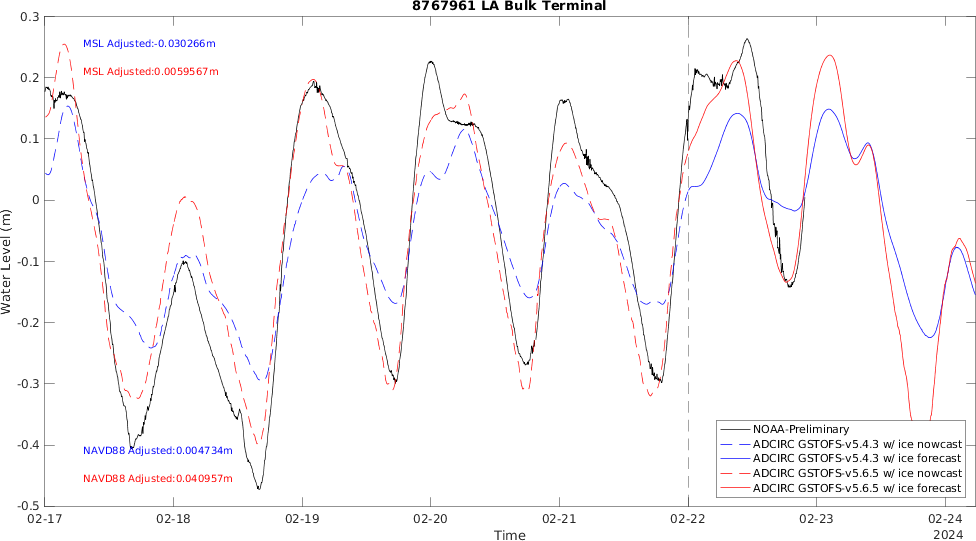 8767961 LA Bulk Terminal
0.3
0.2
0.1
0
-0.1
-0.2
-0.3
-0.4
-0.5
Water Level (m)
MSL Adjusted:-0.030266m
MSL Adjusted:0.0059567m
NAVD88 Adjusted:0.004734m
NAVD88 Adjusted:0.040957m
NOAA-Preliminary
ADCIRC GSTOFS-v5.4.3 w/ ice nowcast
ADCIRC GSTOFS-v5.4.3 w/ ice forecast
ADCIRC GSTOFS-v5.6.5 w/ ice nowcast
ADCIRC GSTOFS-v5.6.5 w/ ice forecast
02-17 02-18 02-19 02-20 02-21 02-22 02-23 02-24
Time
2024